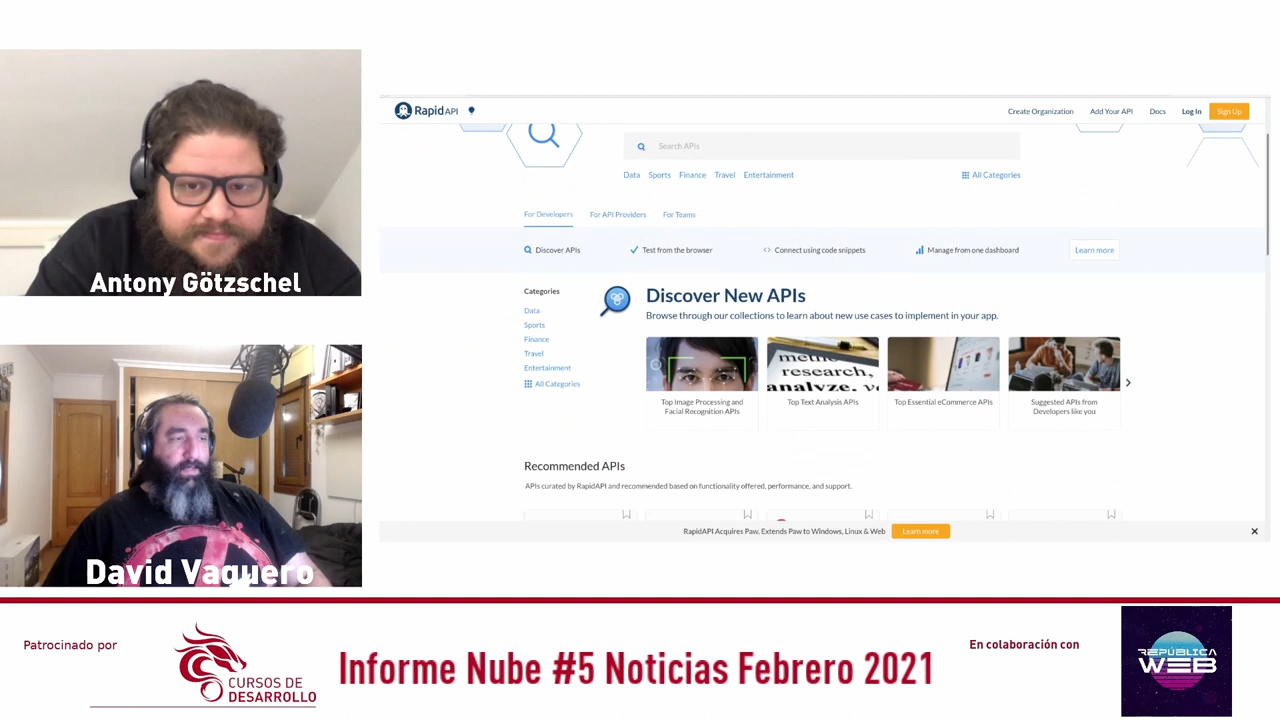 Antony Götzschel
David Vaquero
RapidAPI
Create Organization
Add Your API
Docs
Log In
Sign Up
Search APIs
Data
Sports
Finance
Travel
Entertainment
All Categories
For Developers
For API Providers
For Teams
Discover APIs
Test from the browser
Connect using code snippets
Manage from one dashboard
Learn more
Categories
Data
Sports
Finance
Travel
Entertainment
All Categories
Discover New APIs
Browse through our collections to learn about new use cases to implement in your app.
research,
analyze.
Top Image Processing and
Facial Recognition APIs
Top Text Analysis APIs
Top Essential eCommerce APIs
Suggested APIs from
Developers like you
Recommended APIs
APIs curated by RapidAPI and recommended based on functionality offered, performance, and support.
RapidAPI Acquires Paw, Extends Paw to Windows, Linux & Web
Learn more
Patrocinado por
CURSOS DE
DESARROLLO
Informe Nube #5 Noticias Febrero 2021
En colaboración con
REPÚBLICA
WEB